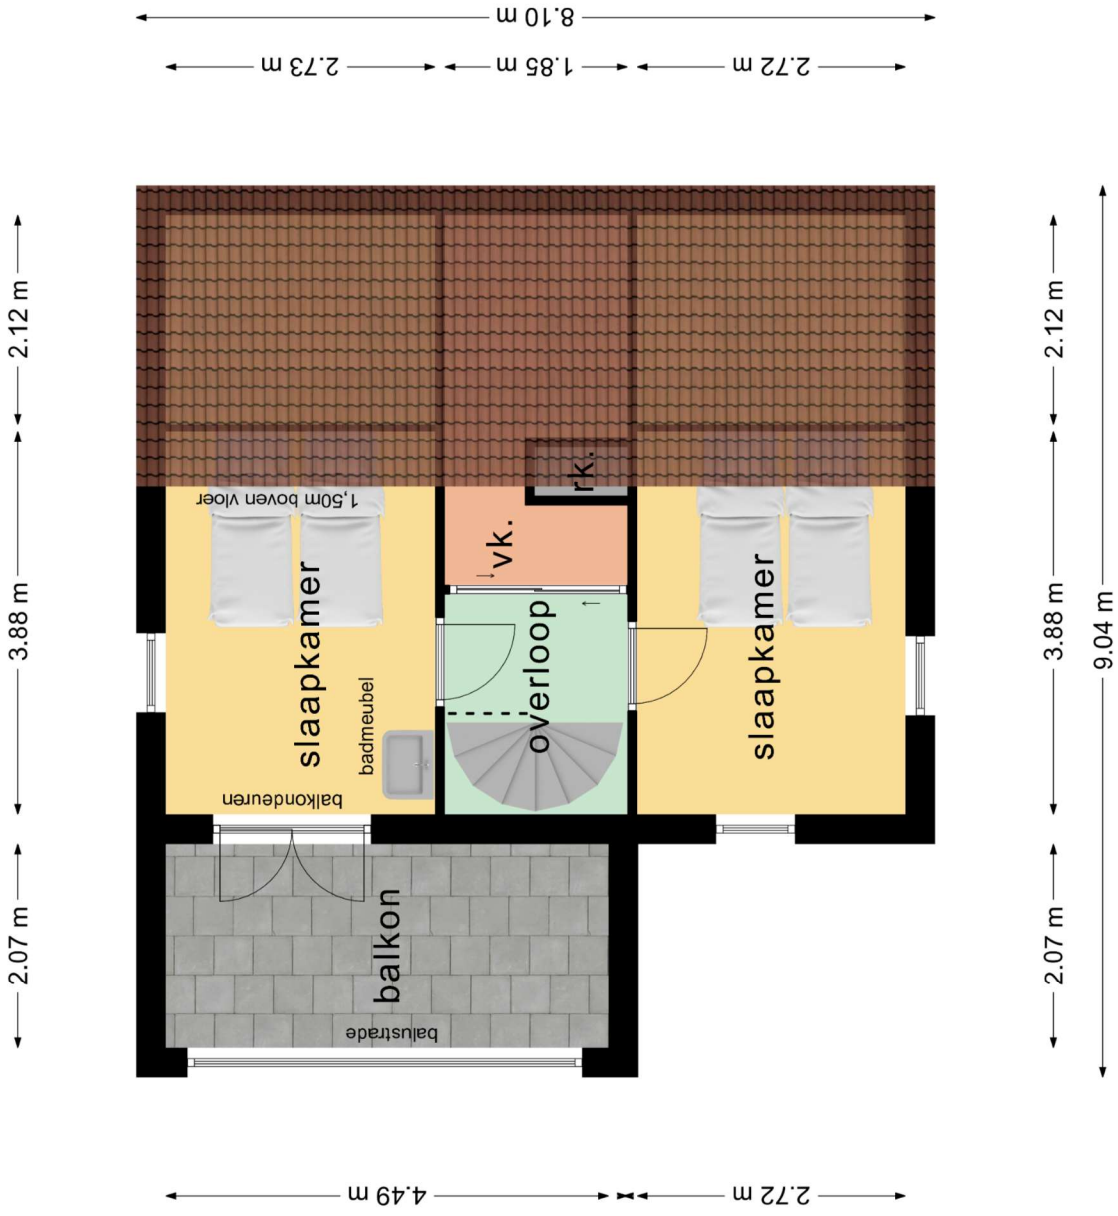 8.10 m
2.73 m
1.85 m
2.72 m
2.12 m
2.12 m
1,50m boven vloer
rk.
vk.
slaapkamer
overloop
slaapkamer
3.88 m
3.88 m
9.04 m
badmeubel
balkondeuren
balkon
balustrade
2.07 m
2.07 m
4.49 m
2.72 m